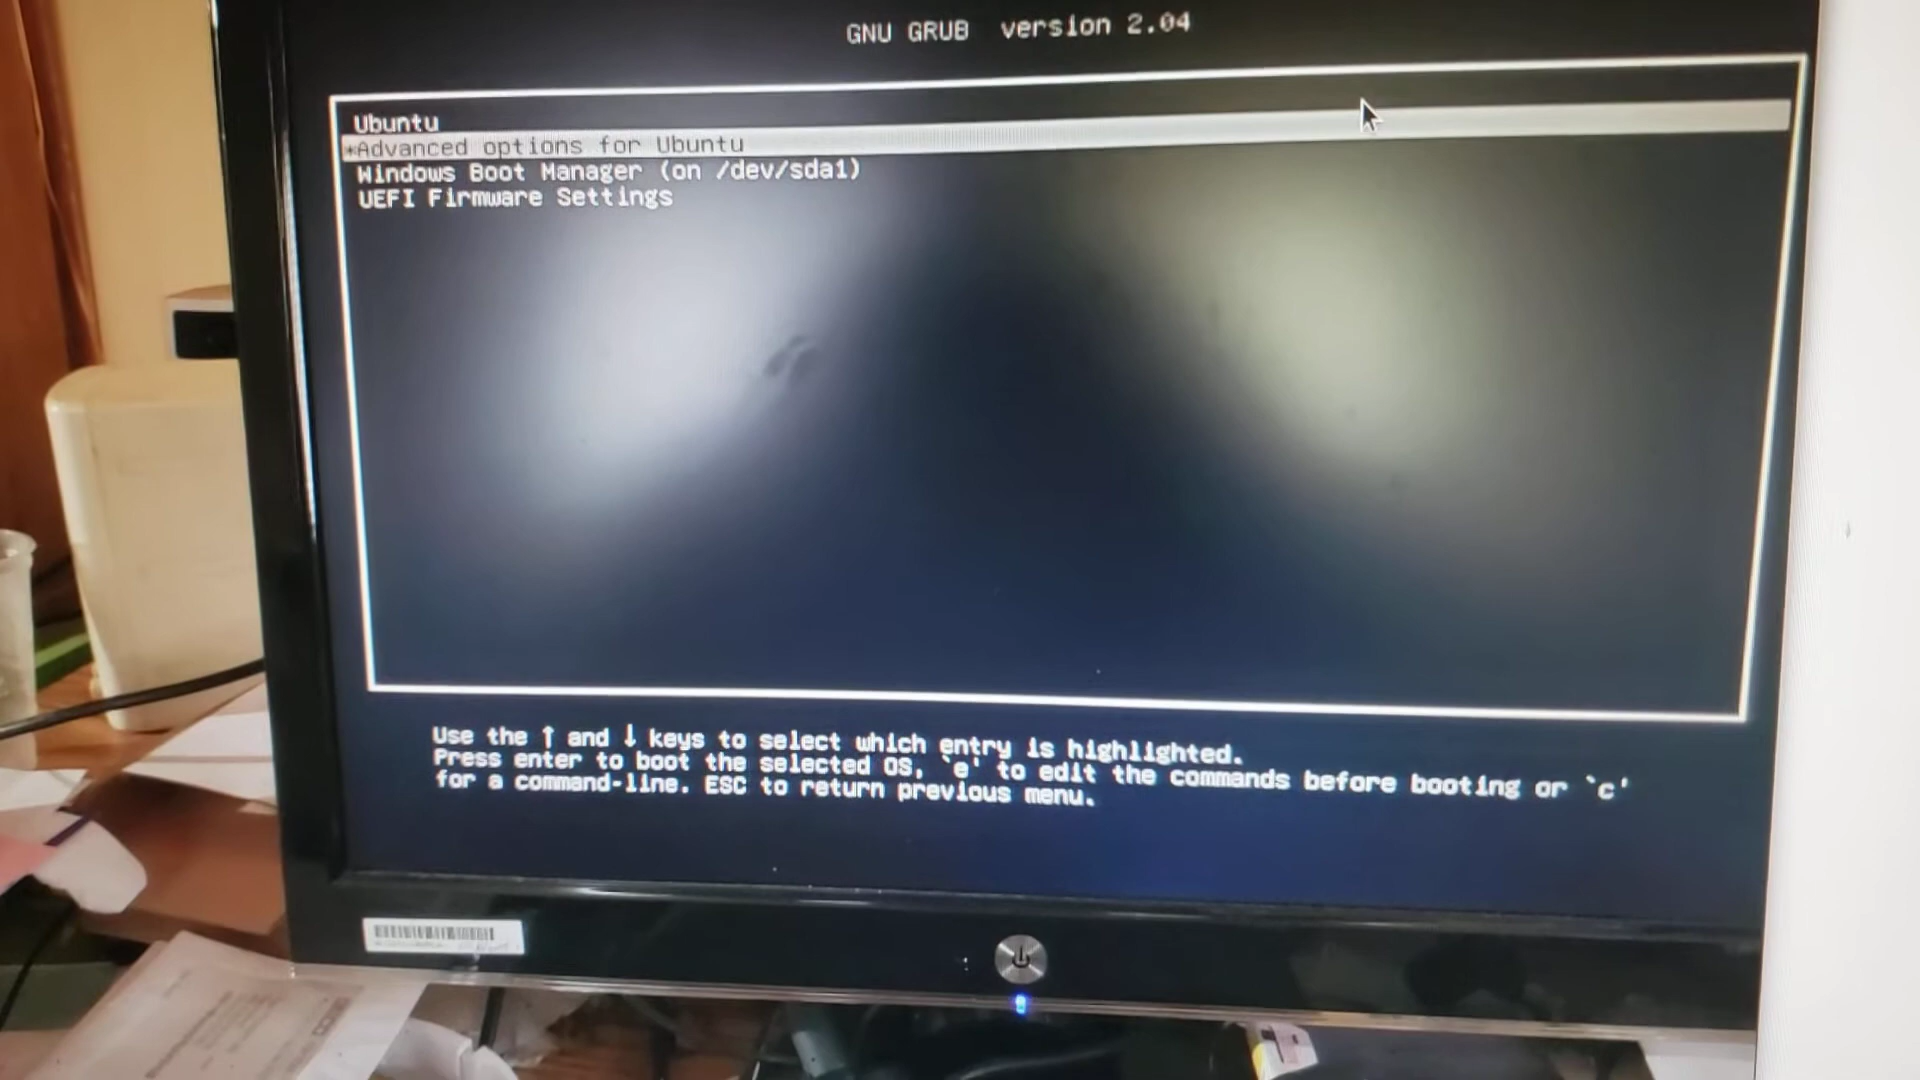 GNU GRUB version 2.04
Ubuntu
*Advanced options for Ubuntu
Windows Boot Manager (on /dev/sda1)
UEFI Firmware Settings
Use the ↑ and ↓ keys to select which entry is highlighted.
Press enter to boot the selected OS, `e' to edit the commands before booting or `c'
for a command-line. ESC to return previous menu.